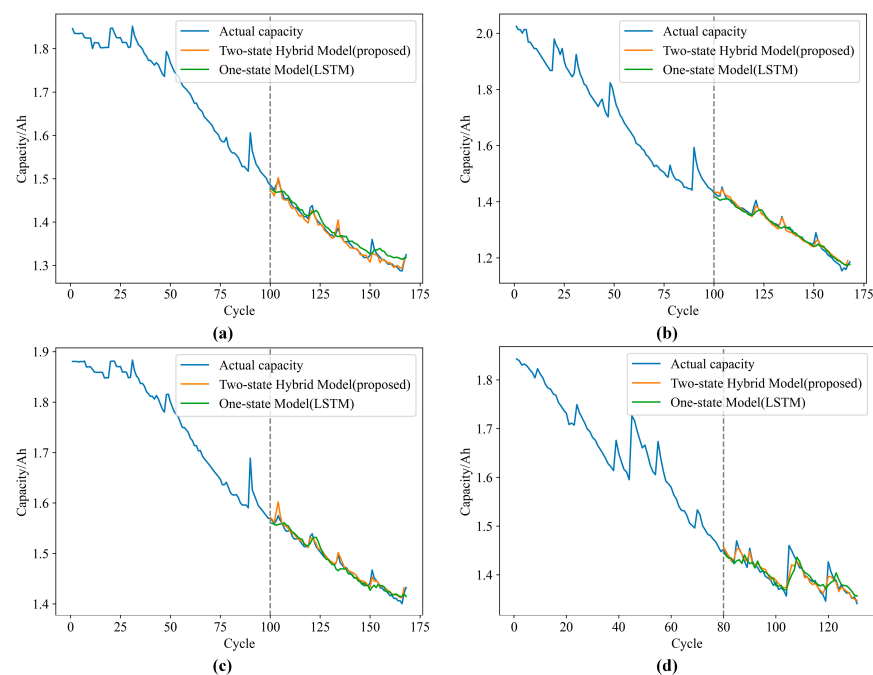 Actual capacity
Two-state Hybrid Model(proposed)
One-state Model(LSTM)
Capacity/Ah
1.8
1.7
1.6
1.5
1.4
1.3
0 25 50 75 100 125 150 175
Cycle
(a)
Actual capacity
Two-state Hybrid Model(proposed)
One-state Model(LSTM)
Capacity/Ah
2.0
1.8
1.6
1.4
1.2
0 25 50 75 100 125 150 175
Cycle
(b)
Actual capacity
Two-state Hybrid Model(proposed)
One-state Model(LSTM)
Capacity/Ah
1.9
1.8
1.7
1.6
1.5
1.4
0 25 50 75 100 125 150 175
Cycle
(c)
Actual capacity
Two-state Hybrid Model(proposed)
One-state Model(LSTM)
Capacity/Ah
1.8
1.7
1.6
1.5
1.4
0 20 40 60 80 100 120
Cycle
(d)